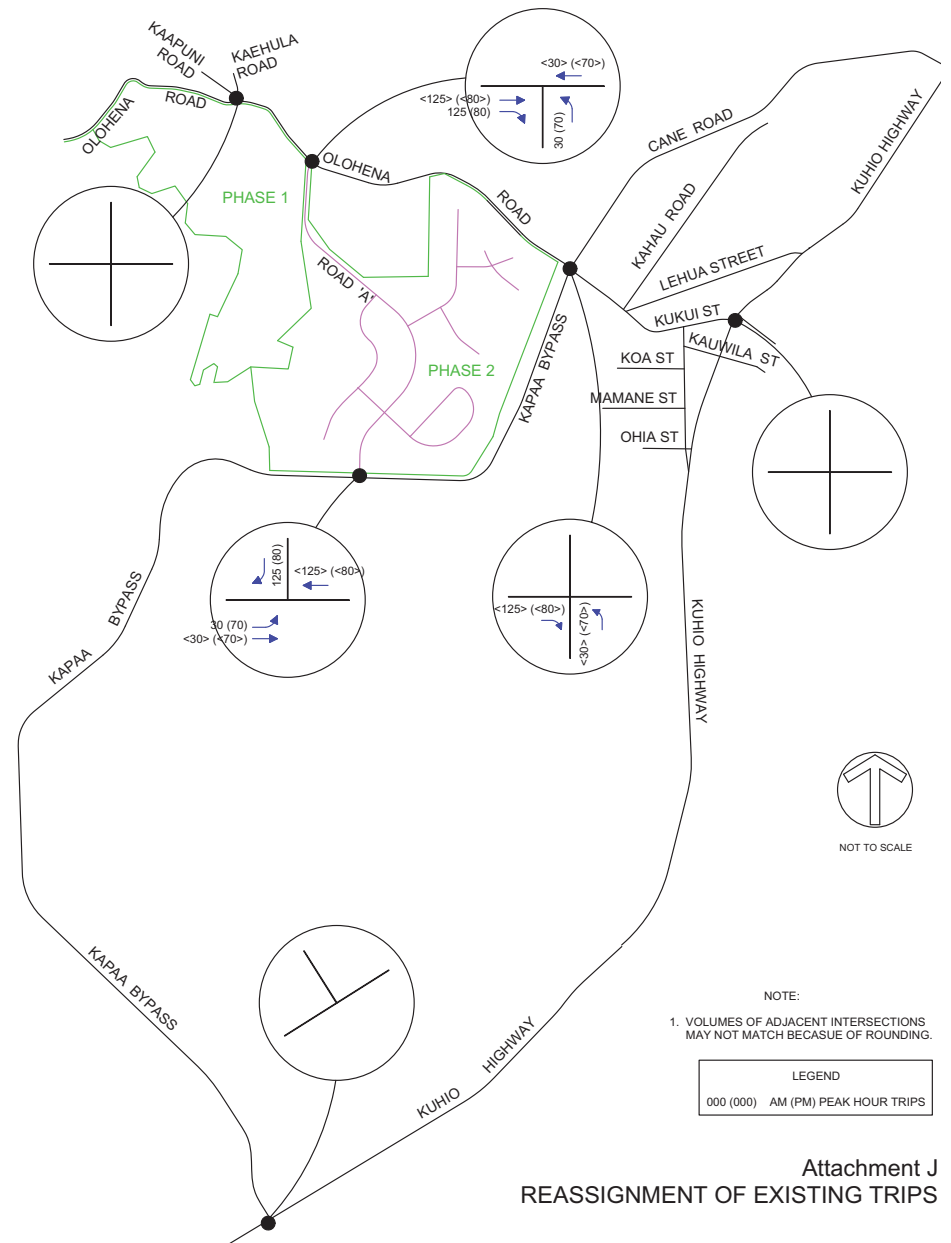 KAAPUNI
ROAD
KAEHULA
ROAD
ROAD
OLOHENA
<30> (<70>)
<125> (<80>)
125 (80)
30 (70)
OLOHENA
ROAD
CANE ROAD
KAHAU ROAD
KUHIO HIGHWAY
PHASE 1
ROAD 'A'
LEHUA STREET
KUKUI ST
KAUWILA ST
KOA ST
MAMANE ST
OHIA ST
PHASE 2
KAPAA BYPASS
125 (80)
<125> (<80>)
30 (70)
<30> (<70>)
<125> (<80>)
<30> (<70>)
KAPAA
BYPASS
KUHIO HIGHWAY
NOT TO SCALE
KAPAA BYPASS
KUHIO
HIGHWAY
NOTE:
1. VOLUMES OF ADJACENT INTERSECTIONS
MAY NOT MATCH BECASUE OF ROUNDING.
LEGEND
000 (000) AM (PM) PEAK HOUR TRIPS
Attachment J
REASSIGNMENT OF EXISTING TRIPS